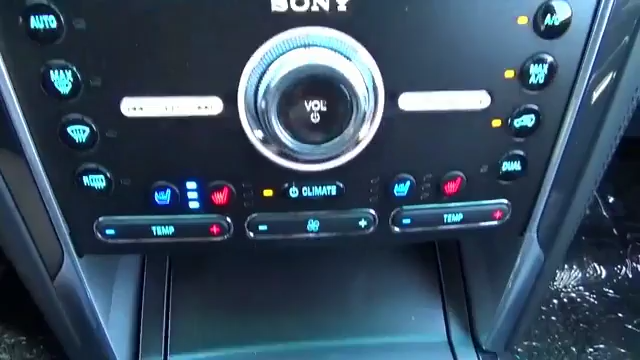 SONY
AUTO
A/C
MAX
MAX A/C
VOL
R
DUAL
CLIMATE
TEMP
TEMP